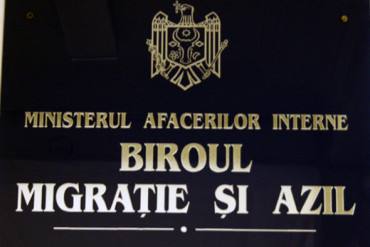 MINISTERUL AFACERILOR INTERNE
BIROUL
MIGRAȚIE ȘI AZIL